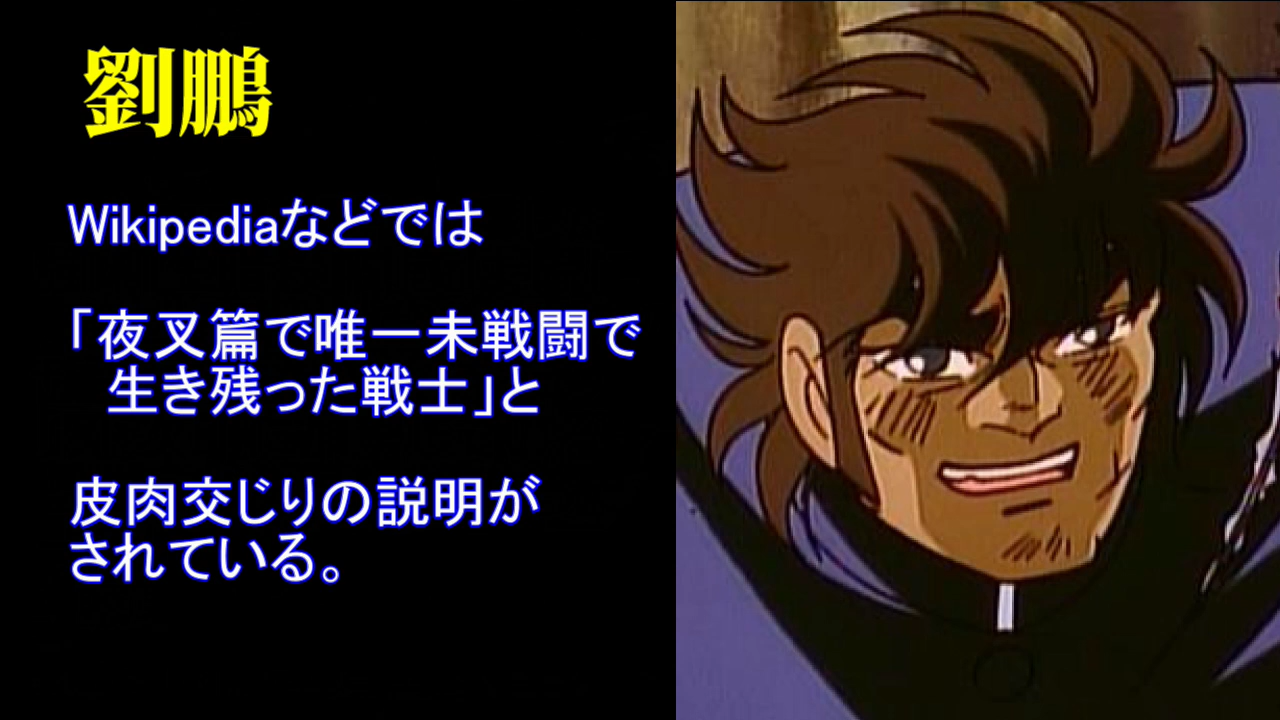 劉鵬
Wikipediaなどでは
「夜叉篇で唯一未戦闘で
生き残った戦士」と
皮肉交じりの説明が
されている。